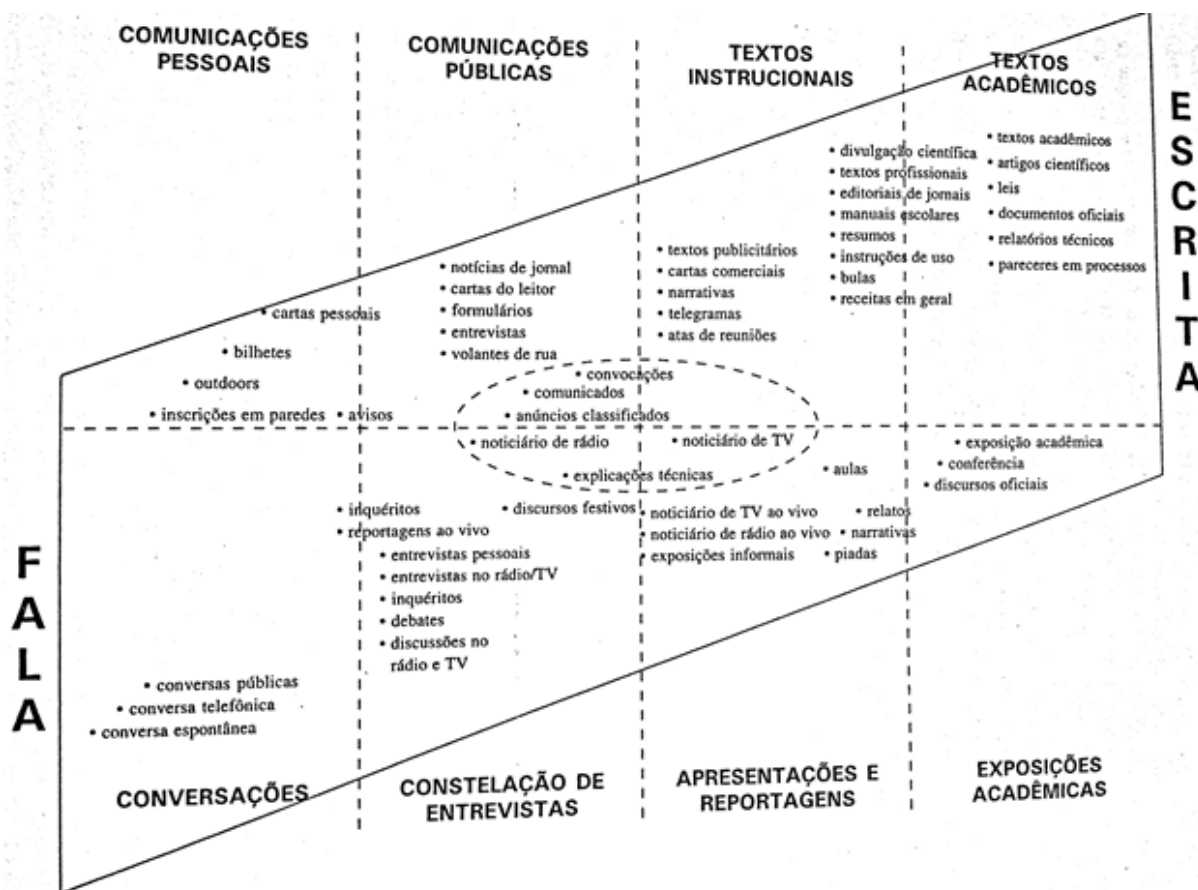 COMUNICAÇÕES
PESSOAIS
COMUNICAÇÕES
PÚBLICAS
TEXTOS
INSTRUCIONAIS
TEXTOS
ACADÊMICOS
• cartas pessoais
• bilhetes
• outdoors
• inscrições em paredes
• avisos
• notícias de jornal
• cartas do leitor
• formulários
• entrevistas
• volantes de rua
• textos publicitários
• cartas comerciais
• narrativas
• telegramas
• atas de reuniões
• divulgação científica
• textos profissionais
• editoriais de jornais
• manuais escolares
• resumos
• instruções de uso
• bulas
• receitas em geral
• textos acadêmicos
• artigos científicos
• leis
• documentos oficiais
• relatórios técnicos
• pareceres em processos
ESCRITA
• convocações
• comunicados
• anúncios classificados
• noticiário de rádio
• noticiário de TV
• explicações técnicas
• aulas
• exposição acadêmica
• conferência
• discursos oficiais
• inquéritos
• reportagens ao vivo
• entrevistas pessoais
• entrevistas no rádio/TV
• inquéritos
• debates
• discussões no
rádio e TV
• discursos festivos
• noticiário de TV ao vivo
• noticiário de rádio ao vivo
• exposições informais
• relatos
• narrativas
• piadas
FALA
• conversas públicas
• conversa telefônica
• conversa espontânea
CONVERSAÇÕES
CONSTELAÇÃO DE
ENTREVISTAS
APRESENTAÇÕES E
REPORTAGENS
EXPOSIÇÕES
ACADÊMICAS